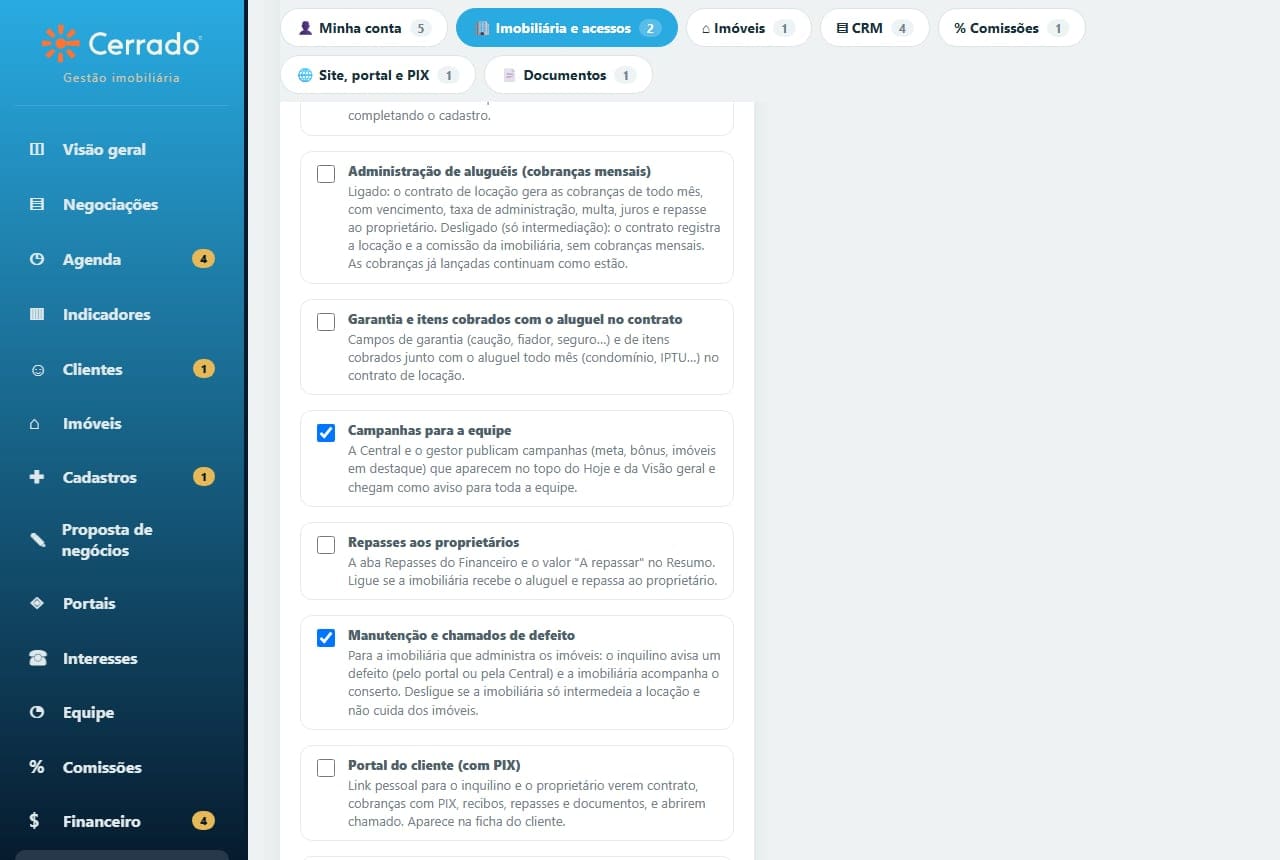 Cerrado
Gestão imobiliária
Visão geral
Negociações
Agenda 4
Indicadores
Clientes 1
Imóveis
Cadastros 1
Proposta de
negócios
Portais
Interesses
Equipe
% Comissões
$ Financeiro 4
Minha conta 5
Imobiliária e acessos 2
Imóveis 1
CRM 4
% Comissões 1
Site, portal e PIX 1
Documentos 1
completando o cadastro.
Administração de aluguéis (cobranças mensais)
Ligado: o contrato de locação gera as cobranças de todo mês,
com vencimento, taxa de administração, multa, juros e repasse
ao proprietário. Desligado (só intermediação): o contrato registra
a locação e a comissão da imobiliária, sem cobranças mensais.
As cobranças já lançadas continuam como estão.
Garantia e itens cobrados com o aluguel no contrato
Campos de garantia (caução, fiador, seguro...) e de itens
cobrados junto com o aluguel todo mês (condomínio, IPTU...) no
contrato de locação.
Campanhas para a equipe
A Central e o gestor publicam campanhas (meta, bônus, imóveis
em destaque) que aparecem no topo do Hoje e da Visão geral e
chegam como aviso para toda a equipe.
Repasses aos proprietários
A aba Repasses do Financeiro e o valor "A repassar" no Resumo.
Ligue se a imobiliária recebe o aluguel e repassa ao proprietário.
Manutenção e chamados de defeito
Para a imobiliária que administra os imóveis: o inquilino avisa um
defeito (pelo portal ou pela Central) e a imobiliária acompanha o
conserto. Desligue se a imobiliária só intermedeia a locação e
não cuida dos imóveis.
Portal do cliente (com PIX)
Link pessoal para o inquilino e o proprietário verem contrato,
cobranças com PIX, recibos, repasses e documentos, e abrirem
chamado. Aparece na ficha do cliente.